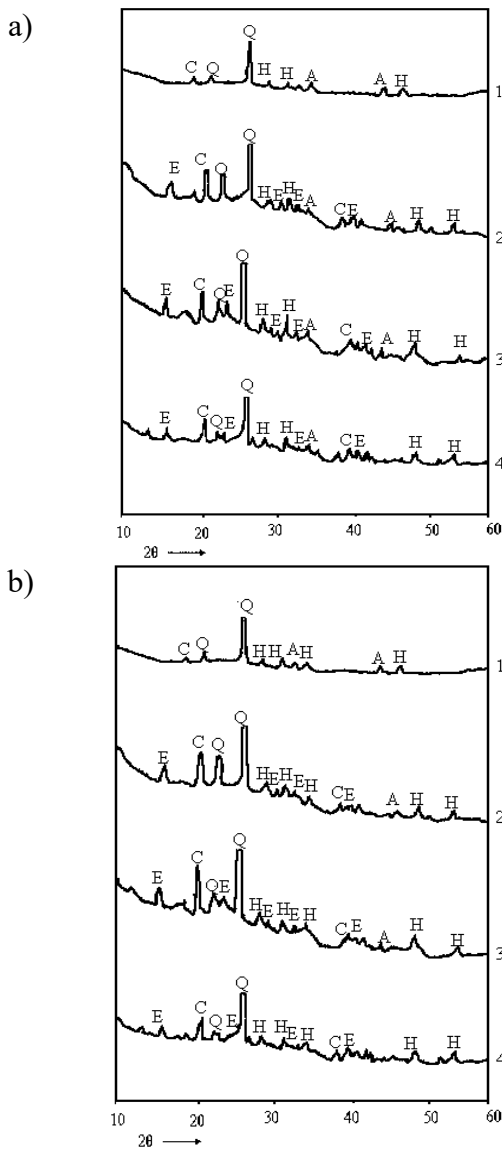 a)
Q
C Q H H A A H 1
Q
E C Q H E H E A C E A H H 2
Q
E C Q E H E H E A C E A H H 3
Q
E C Q E H H E A C E H H 4
10 20 30 40 50 60
2θ
b)
Q
C Q H H A H A H 1
Q
E C Q H E H E H C E A H H 2
Q
E C Q E H E H E H C E A H H 3
Q
E C Q E H H E H C E H H 4
10 20 30 40 50 60
2θ